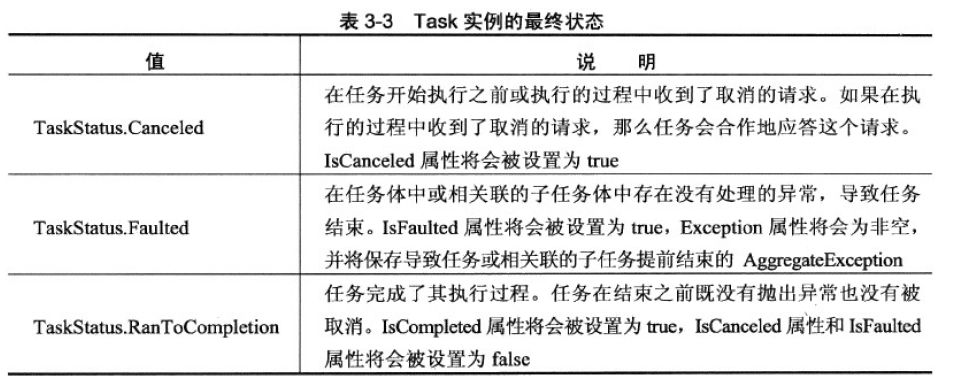 表 3-3 Task 实例的最终状态
值 说 明
TaskStatus.Canceled
在任务开始执行之前或执行的过程中收到了取消的请求。如果在执
行的过程中收到了取消的请求，那么任务会合作地应答这个请求。
IsCanceled 属性将会被设置为 true
TaskStatus.Faulted
在任务体中或相关联的子任务体中存在没有处理的异常，导致任务
结束。IsFaulted 属性将会被设置为 true，Exception 属性将会为非空，
并将保存导致任务或相关联的子任务提前结束的 AggregateException
TaskStatus.RanToCompletion
任务完成了其执行过程。任务在结束之前既没有抛出异常也没有被
取消。IsCompleted 属性将会被设置为 true，IsCanceled 属性和 IsFaulted
属性将会被设置为 false